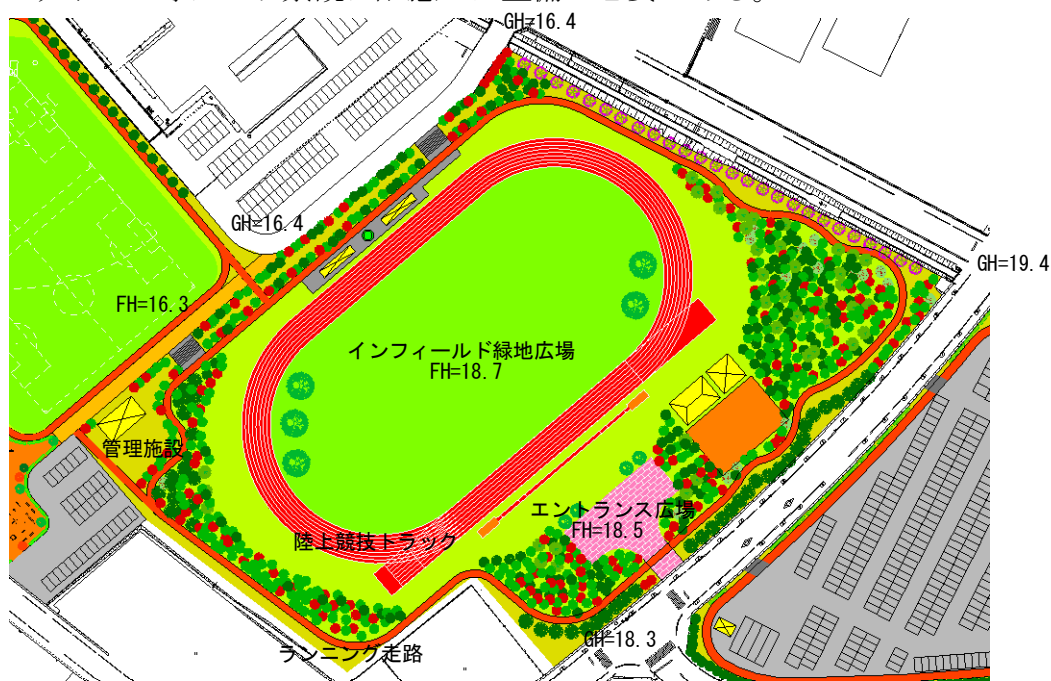 GH=16.4
GH=16.4
GH=19.4
FH=16.3
インフィールド緑地広場
FH=18.7
管理施設
エントランス広場
FH=18.5
陸上競技トラック
GH=18.3
ランニング走路